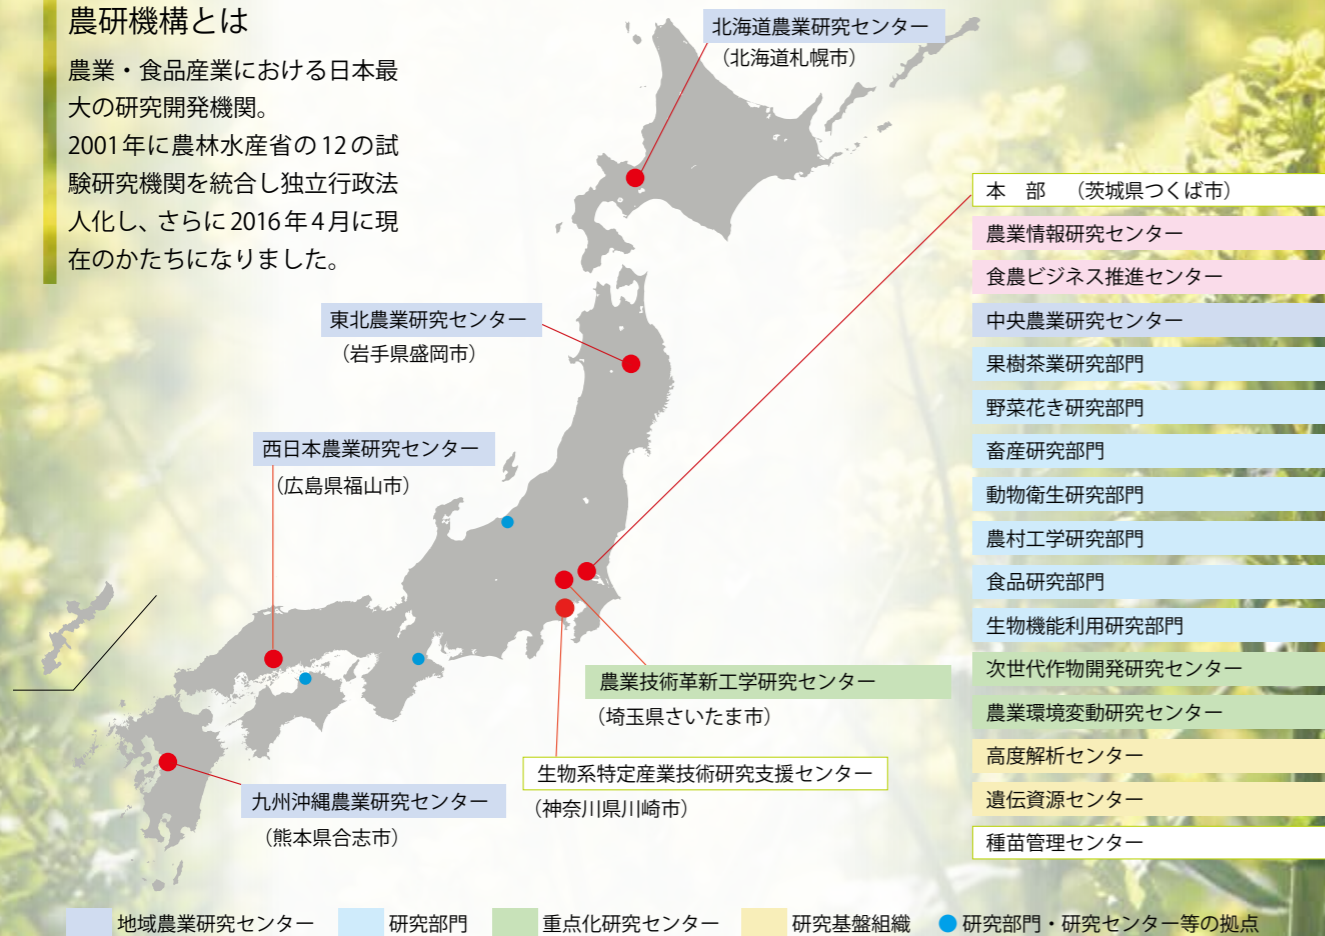 農研機構とは
農業・食品産業における日本最
大の研究開発機関。
2001年に農林水産省の12の試
験研究機関を統合し独立行政法
人化し、さらに2016年4月に現
在のかたちになりました。
北海道農業研究センター
（北海道札幌市）
東北農業研究センター
（岩手県盛岡市）
西日本農業研究センター
（広島県福山市）
農業技術革新工学研究センター
（埼玉県さいたま市）
生物系特定産業技術研究支援センター
（神奈川県川崎市）
九州沖縄農業研究センター
（熊本県合志市）
本　部　（茨城県つくば市）
農業情報研究センター
食農ビジネス推進センター
中央農業研究センター
果樹茶業研究部門
野菜花き研究部門
畜産研究部門
動物衛生研究部門
農村工学研究部門
食品研究部門
生物機能利用研究部門
次世代作物開発研究センター
農業環境変動研究センター
高度解析センター
遺伝資源センター
種苗管理センター
地域農業研究センター　研究部門　重点化研究センター　研究基盤組織　研究部門・研究センター等の拠点